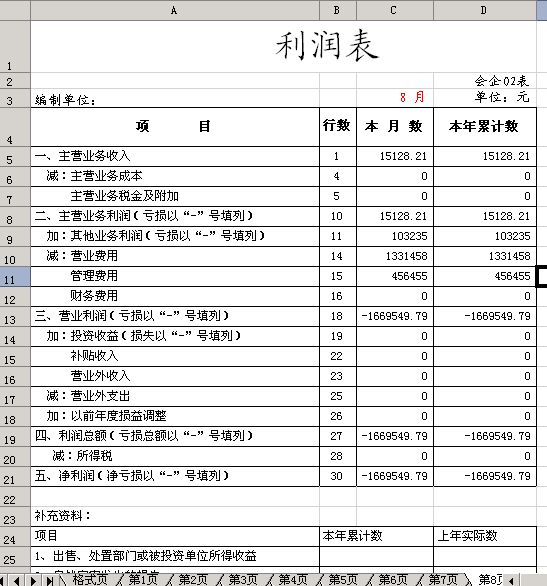 A B C D
1 利润表
2 会企02表
3 编制单位： 8 月 单位：元
4 项 目 行数 本 月 数 本年累计数
5 一、主营业务收入 1 15128.21 15128.21
6 减：主营业务成本 4 0 0
7 主营业务税金及附加 5 0 0
8 二、主营业务利润（亏损以“-”号填列） 10 15128.21 15128.21
9 加：其他业务利润（亏损以“-”号填列） 11 103235 103235
10 减：营业费用 14 1331458 1331458
11 管理费用 15 456455 456455
12 财务费用 16 0 0
13 三、营业利润（亏损以“-”号填列） 18 -1669549.79 -1669549.79
14 加：投资收益（损失以“-”号填列） 19 0 0
15 补贴收入 22 0 0
16 营业外收入 23 0 0
17 减：营业外支出 25 0 0
18 加：以前年度损益调整 26 0 0
19 四、利润总额（亏损总额以“-”号填列） 27 -1669549.79 -1669549.79
20 减：所得税 28 0 0
21 五、净利润（净亏损以“-”号填列） 30 -1669549.79 -1669549.79
22
23 补充资料：
24 项目 本年累计数 上年实际数
25 1、出售、处置部门或被投资单位所得收益
格式页 第1页 第2页 第3页 第4页 第5页 第6页 第7页 第8页